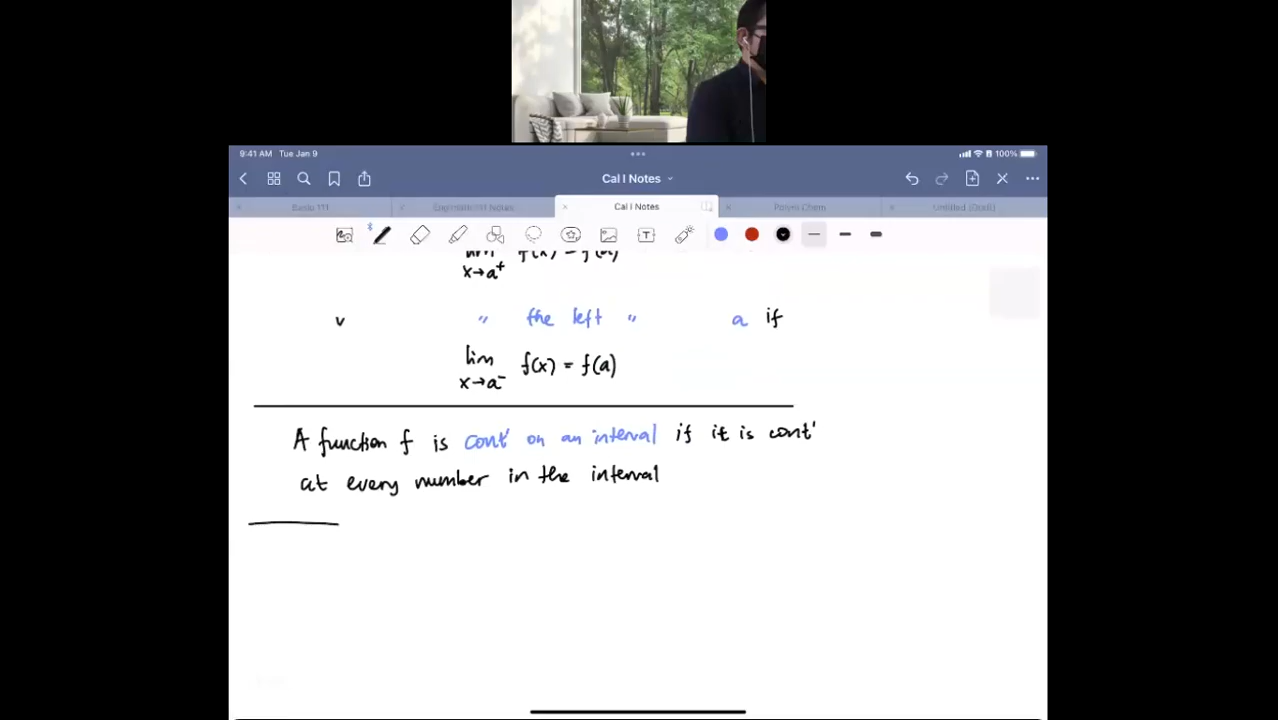 9:41 AM Tue Jan 9
100%
Cal I Notes
Cal I Notes
lim f(x) = f(a)
x→a⁺
v " the left " a if
lim f(x) = f(a)
x→a⁻
A function f is cont' on an interval if it is cont'
at every number in the interval